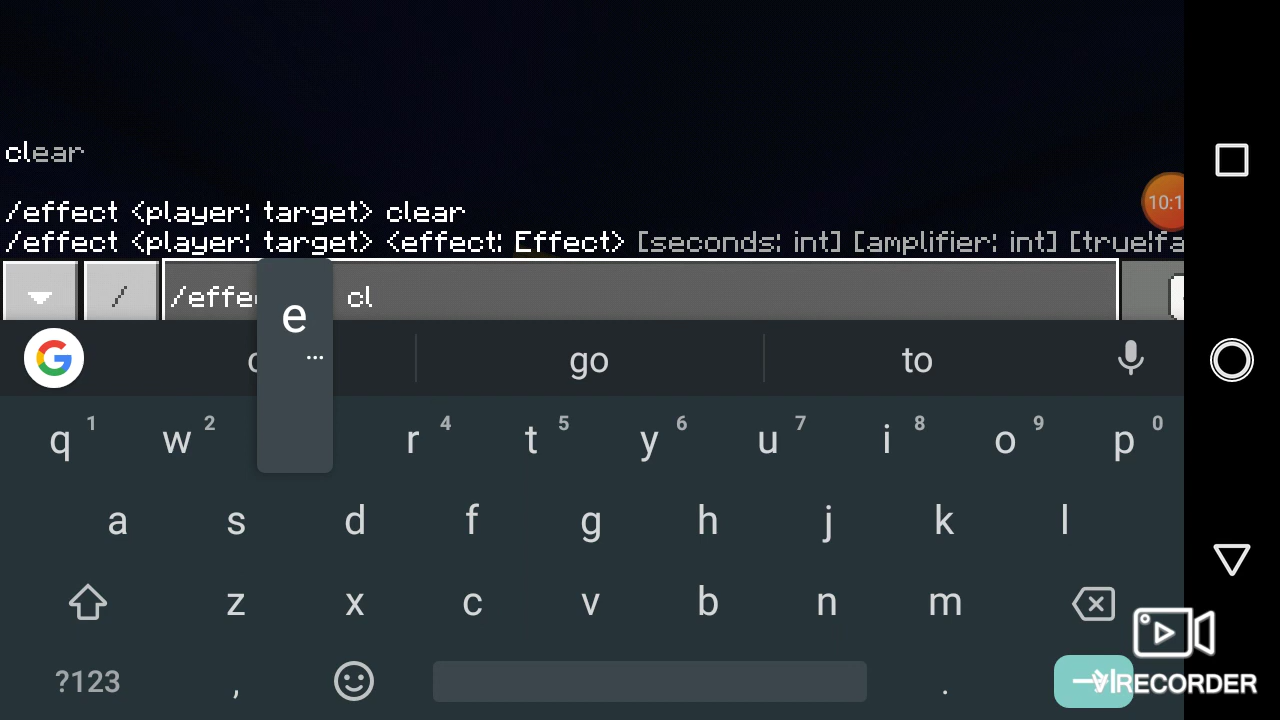 clear
/effect <player: target> clear
/effect <player: target> <effect: Effect> [seconds: int] [amplifier: int] [true|fa
10:1
/ /effe cl
e
...
go to
q 1 w 2 r 4 t 5 y 6 u 7 i 8 o 9 p 0
a s d f g h j k l
z x c v b n m
?123 , .
RECORDER